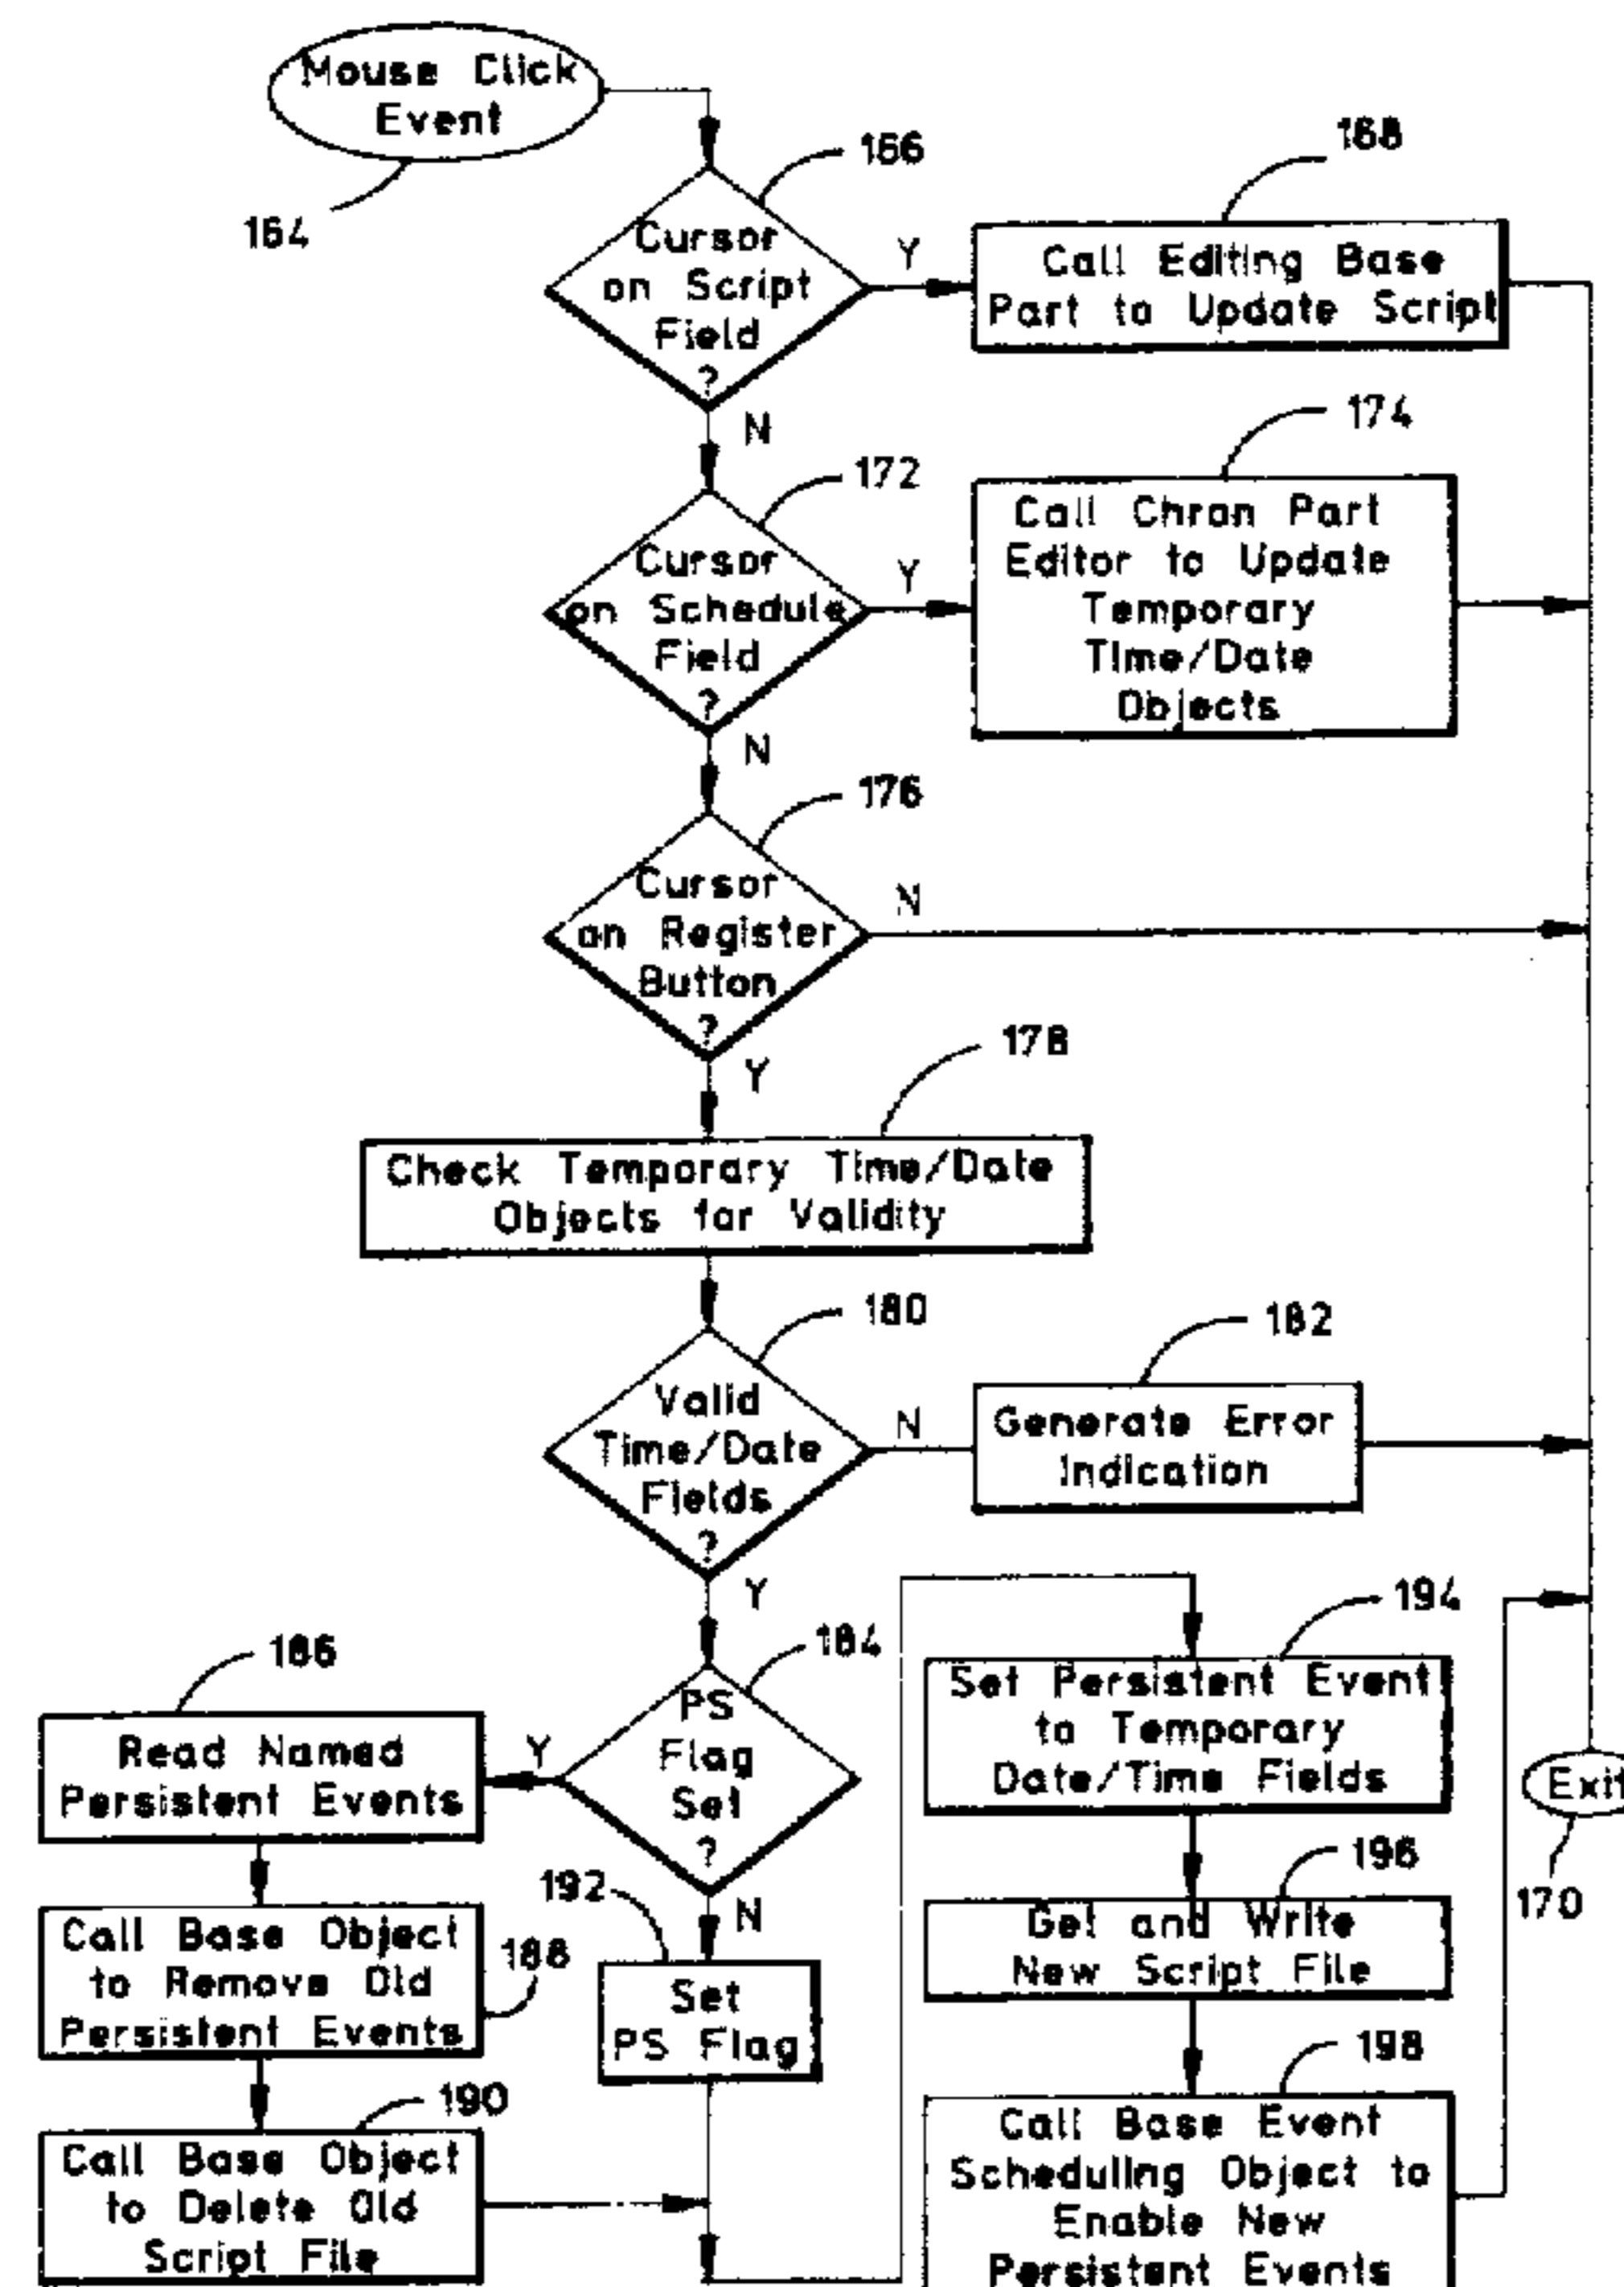 Mouse Click
Event
164
166
Cursor
on Script
Field
?
Y
N
168
Call Editing Base
Part to Update Script
172
Cursor
on Schedule
Field
?
Y
N
174
Call Chron Part
Editor to Update
Temporary
Time/Date
Objects
176
Cursor
on Register
Button
?
N
Y
178
Check Temporary Time/Date
Objects for Validity
180
Valid
Time/Date
Fields
?
N
Y
182
Generate Error
Indication
184
PS
Flag
Set
?
Y
N
186
Read Named
Persistent Events
188
Call Base Object
to Remove Old
Persistent Events
190
Call Base Object
to Delete Old
Script File
192
Set
PS Flag
194
Set Persistent Event
to Temporary
Date/Time Fields
196
Get and Write
New Script File
198
Call Base Event
Scheduling Object to
Enable New
Persistent Events
Exit
170